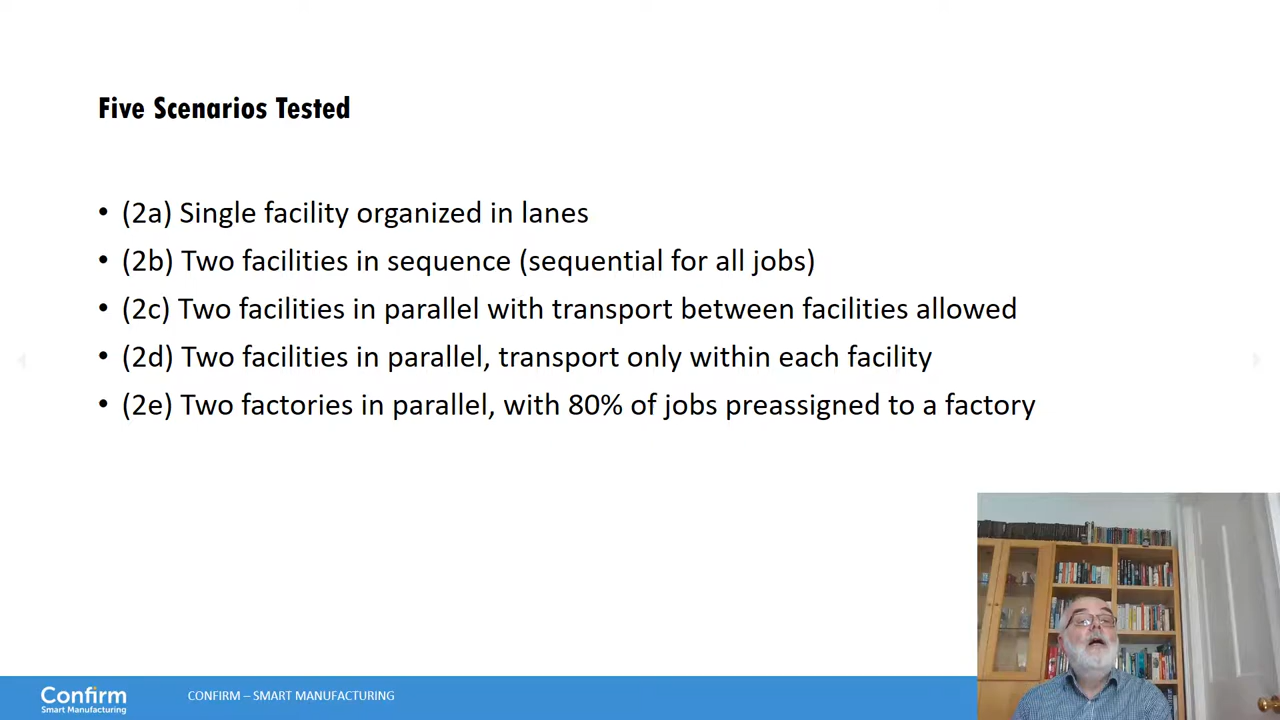 Five Scenarios Tested
• (2a) Single facility organized in lanes
• (2b) Two facilities in sequence (sequential for all jobs)
• (2c) Two facilities in parallel with transport between facilities allowed
• (2d) Two facilities in parallel, transport only within each facility
• (2e) Two factories in parallel, with 80% of jobs preassigned to a factory
Confirm
Smart Manufacturing
CONFIRM – SMART MANUFACTURING